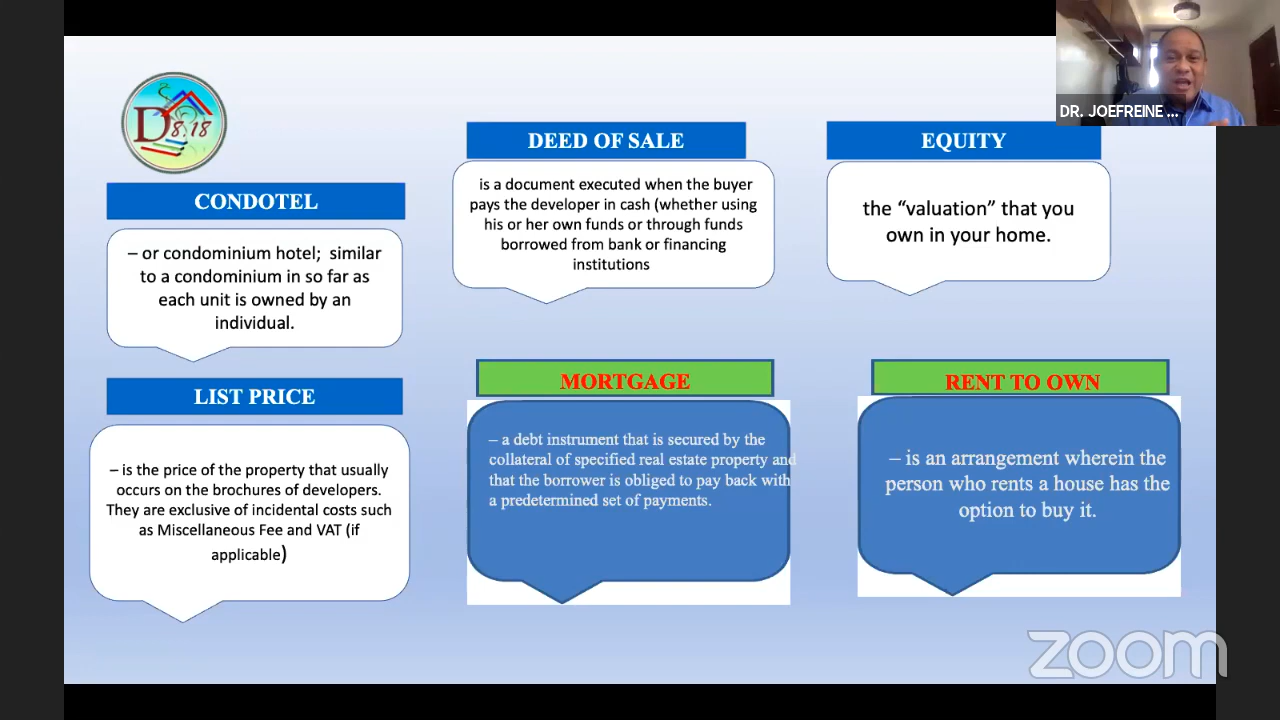 DR. JOEFREINE ...
D 8.18
CONDOTEL
– or condominium hotel; similar
to a condominium in so far as
each unit is owned by an
individual.
DEED OF SALE
is a document executed when the buyer
pays the developer in cash (whether using
his or her own funds or through funds
borrowed from bank or financing
institutions
EQUITY
the “valuation” that you
own in your home.
LIST PRICE
– is the price of the property that usually
occurs on the brochures of developers.
They are exclusive of incidental costs such
as Miscellaneous Fee and VAT (if
applicable)
MORTGAGE
– a debt instrument that is secured by the
collateral of specified real estate property and
that the borrower is obliged to pay back with
a predetermined set of payments.
RENT TO OWN
– is an arrangement wherein the
person who rents a house has the
option to buy it.
zoom